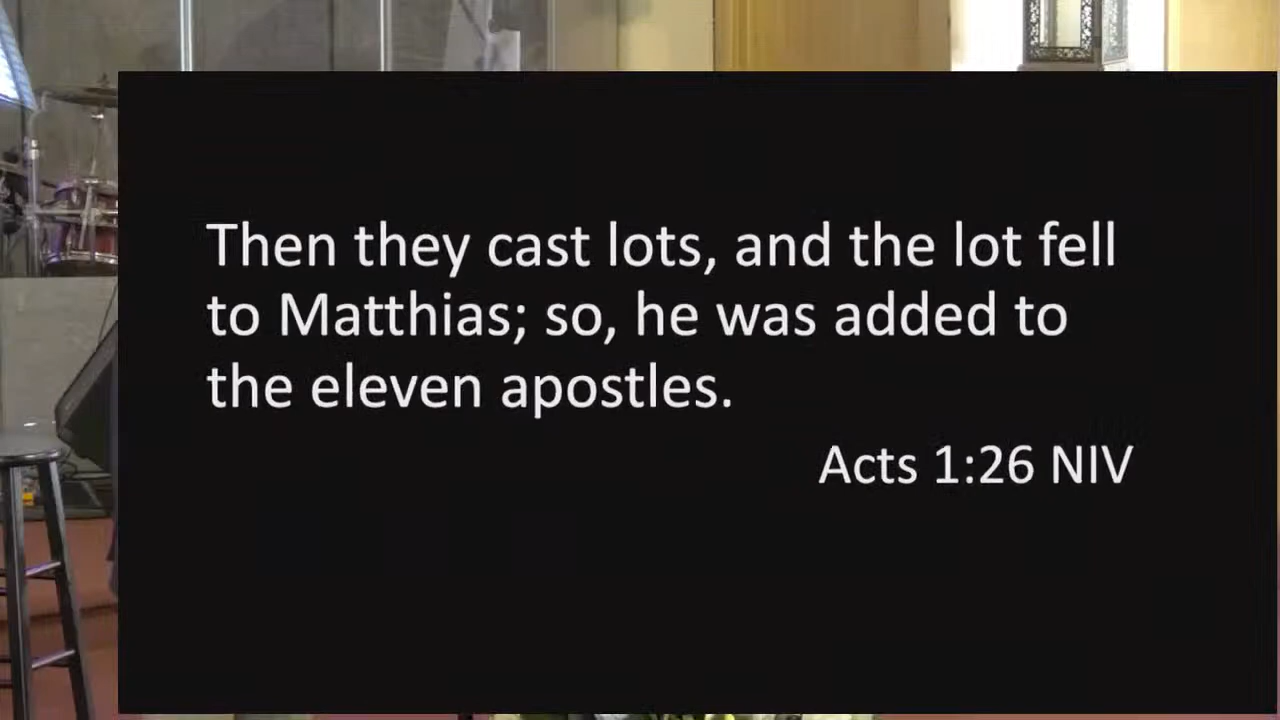 Then they cast lots, and the lot fell
to Matthias; so, he was added to
the eleven apostles.
Acts 1:26 NIV